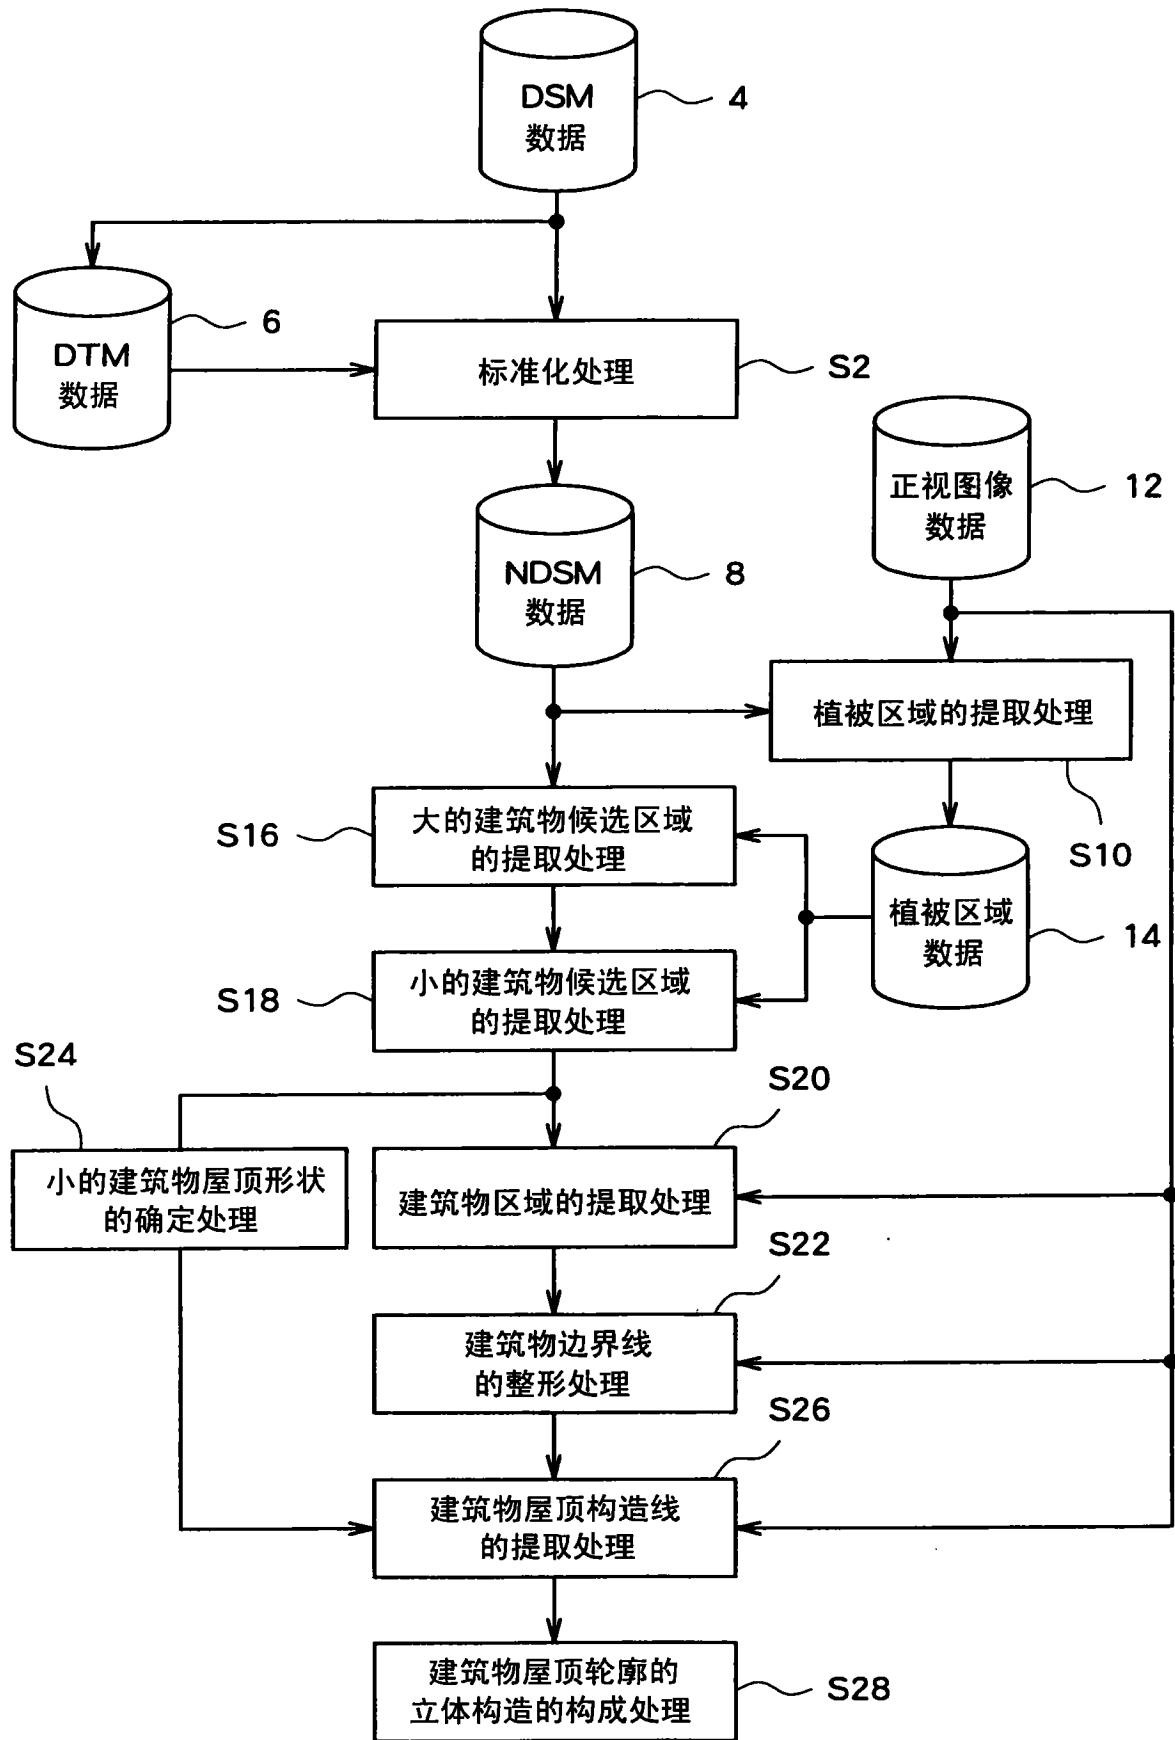 DSM
数据
4
6
DTM
数据
标准化处理
S2
正视图像
数据
12
NDSM
数据
8
植被区域的提取处理
S10
S16
大的建筑物候选区域
的提取处理
植被区域
数据
14
S18
小的建筑物候选区域
的提取处理
S24
小的建筑物屋顶形状
的确定处理
S20
建筑物区域的提取处理
S22
建筑物边界线
的整形处理
S26
建筑物屋顶构造线
的提取处理
建筑物屋顶轮廓的
立体构造的构成处理
S28